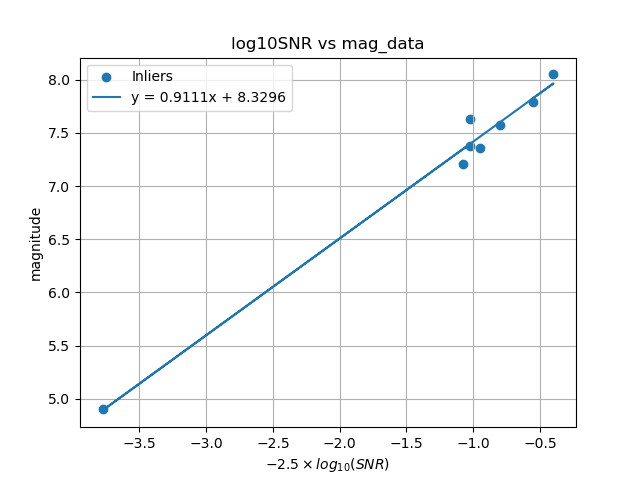 log10SNR vs mag_data
Inliers
y = 0.9111x + 8.3296
8.0
7.5
7.0
6.5
6.0
5.5
5.0
magnitude
−3.5 −3.0 −2.5 −2.0 −1.5 −1.0 −0.5
−2.5 × log₁₀(SNR)